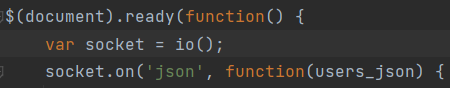 $(document).ready(function() {
    var socket = io();
    socket.on('json', function(users_json) {